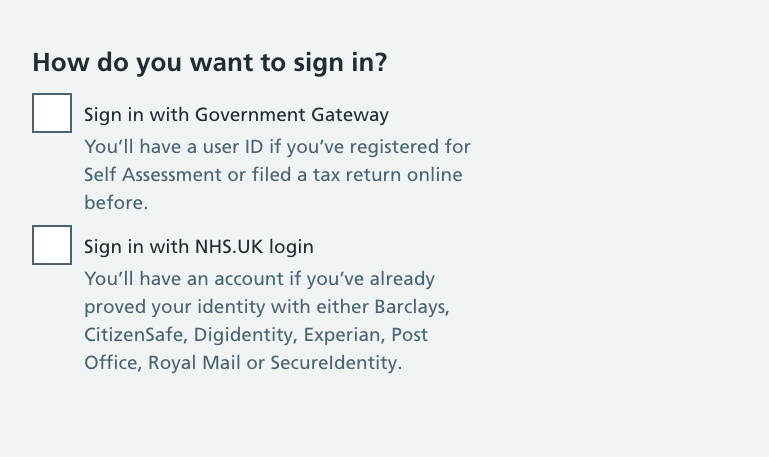 How do you want to sign in?
Sign in with Government Gateway
You’ll have a user ID if you’ve registered for
Self Assessment or filed a tax return online
before.
Sign in with NHS.UK login
You’ll have an account if you’ve already
proved your identity with either Barclays,
CitizenSafe, Digidentity, Experian, Post
Office, Royal Mail or SecureIdentity.